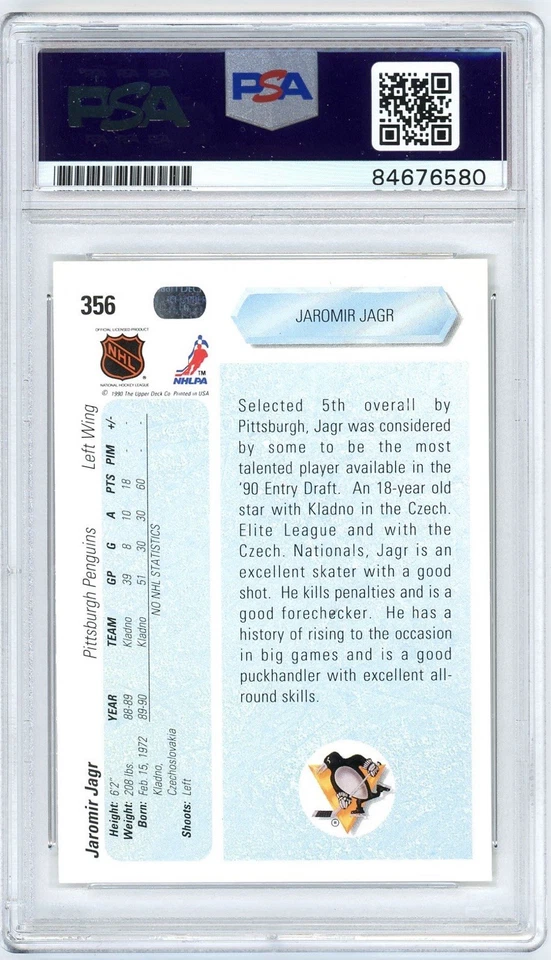 PSA
PSA
84676580
356
JAROMIR JAGR
OFFICIAL LICENSED PRODUCT
NHL
NATIONAL HOCKEY LEAGUE
NHLPA
TM
© 1990 The Upper Deck Co. Printed in USA
Selected 5th overall by
Pittsburgh, Jagr was considered
by some to be the most
talented player available in the
'90 Entry Draft. An 18-year old
star with Kladno in the Czech.
Elite League and with the
Czech. Nationals, Jagr is an
excellent skater with a good
shot. He kills penalties and is a
good forechecker. He has a
history of rising to the occasion
in big games and is a good
puckhandler with excellent all-
round skills.
Jaromir Jagr Pittsburgh Penguins Left Wing
Height: 6'2"
Weight: 208 lbs.
Born: Feb. 15, 1972
Kladno,
Czechoslovakia
Shoots: Left
YEAR TEAM GP G A PTS PIM +/-
88-89 Kladno 39 8 10 18 - -
89-90 Kladno 51 30 30 60 - -
NO NHL STATISTICS